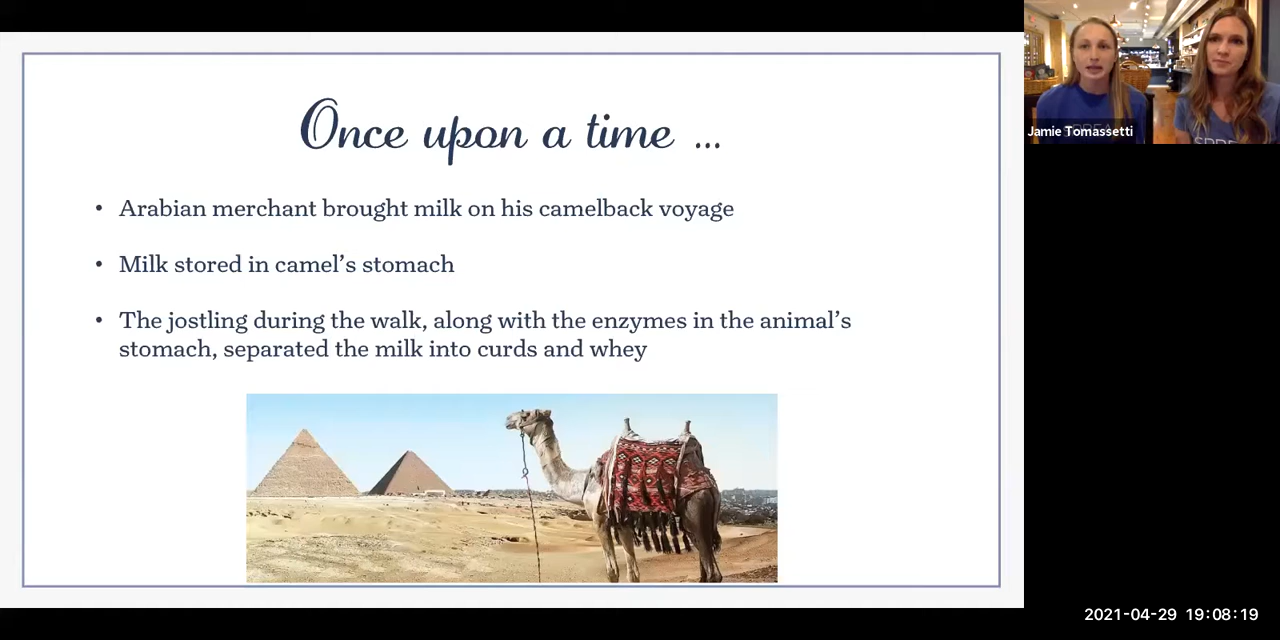 Once upon a time ...
• Arabian merchant brought milk on his camelback voyage
• Milk stored in camel’s stomach
• The jostling during the walk, along with the enzymes in the animal’s
stomach, separated the milk into curds and whey
Jamie Tomassetti
2021-04-29 19:08:19